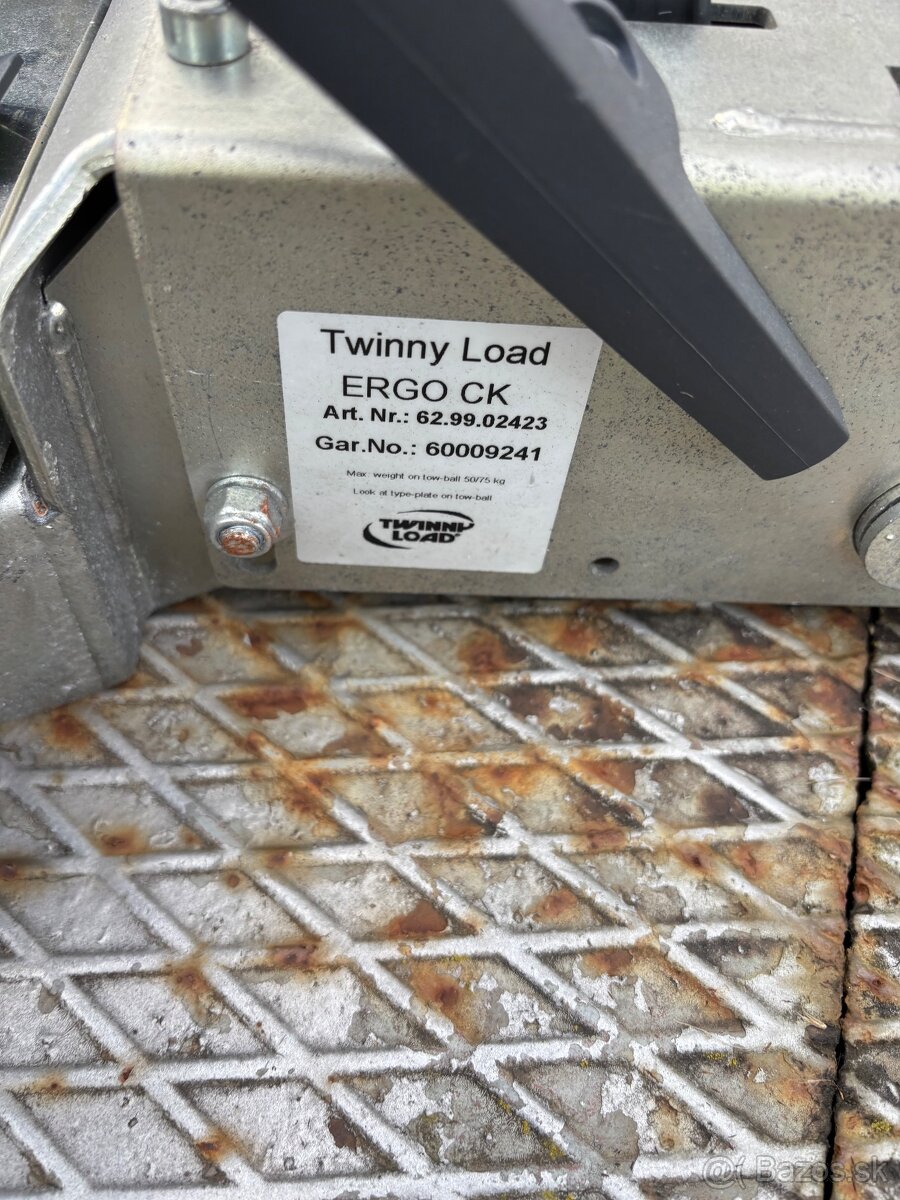 Twinny Load
ERGO CK
Art. Nr.: 62.99.02423
Gar.No.: 60009241
Max. weight on tow-ball 50/75 kg
Look at type-plate on tow-ball
TWINNY
LOAD®
Bazos.sk